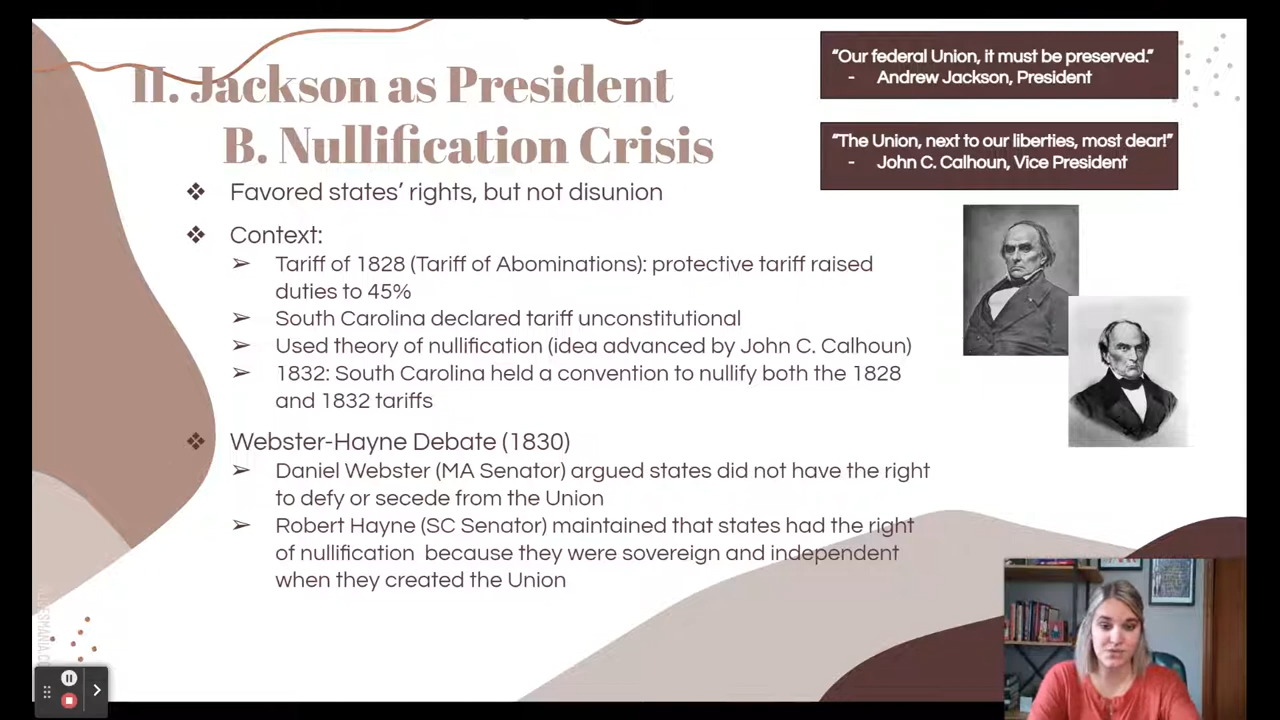 II. Jackson as President
B. Nullification Crisis
“Our federal Union, it must be preserved.”
- Andrew Jackson, President
“The Union, next to our liberties, most dear!”
- John C. Calhoun, Vice President
❖ Favored states’ rights, but not disunion
❖ Context:
➢ Tariff of 1828 (Tariff of Abominations): protective tariff raised
duties to 45%
➢ South Carolina declared tariff unconstitutional
➢ Used theory of nullification (idea advanced by John C. Calhoun)
➢ 1832: South Carolina held a convention to nullify both the 1828
and 1832 tariffs
❖ Webster-Hayne Debate (1830)
➢ Daniel Webster (MA Senator) argued states did not have the right
to defy or secede from the Union
➢ Robert Hayne (SC Senator) maintained that states had the right
of nullification because they were sovereign and independent
when they created the Union